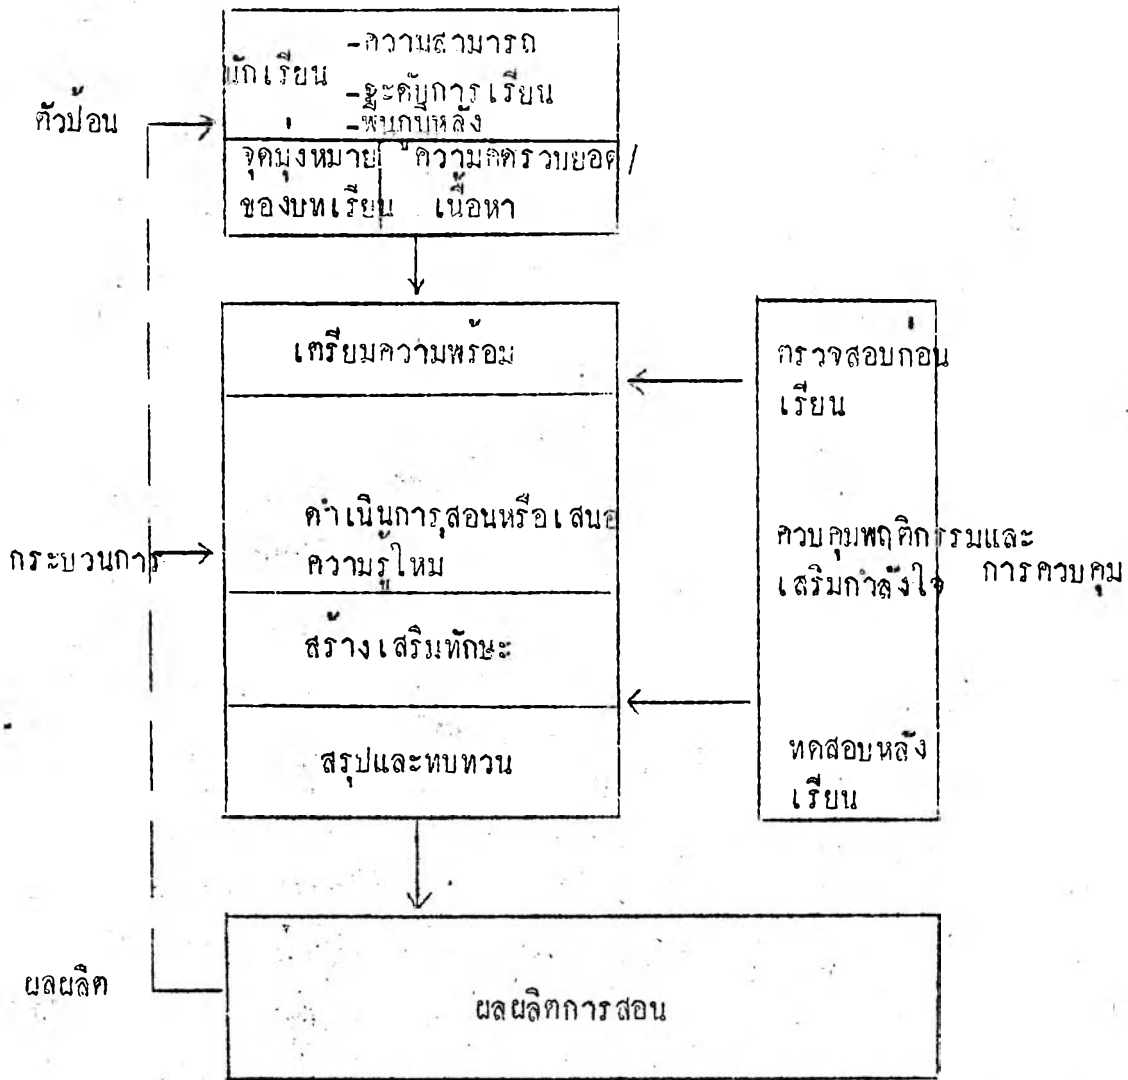 -ความสามารถ
นักเรียน
-ระดับการเรียน
ตัวป้อน
-พื้นภูมิหลัง
จุดมุ่งหมาย ความคิดรวบยอด/
ของบทเรียน เนื้อหา
เตรียมความพร้อม
ตรวจสอบก่อน
เรียน
ดำเนินการสอนหรือเสนอ
ความรู้ใหม่
กระบวนการ
ควบคุมพฤติกรรมและ
เสริมกำลังใจ
การควบคุม
สร้างเสริมทักษะ
สรุปและทบทวน
ทดสอบหลัง
เรียน
ผลผลิต
ผลผลิตการสอน